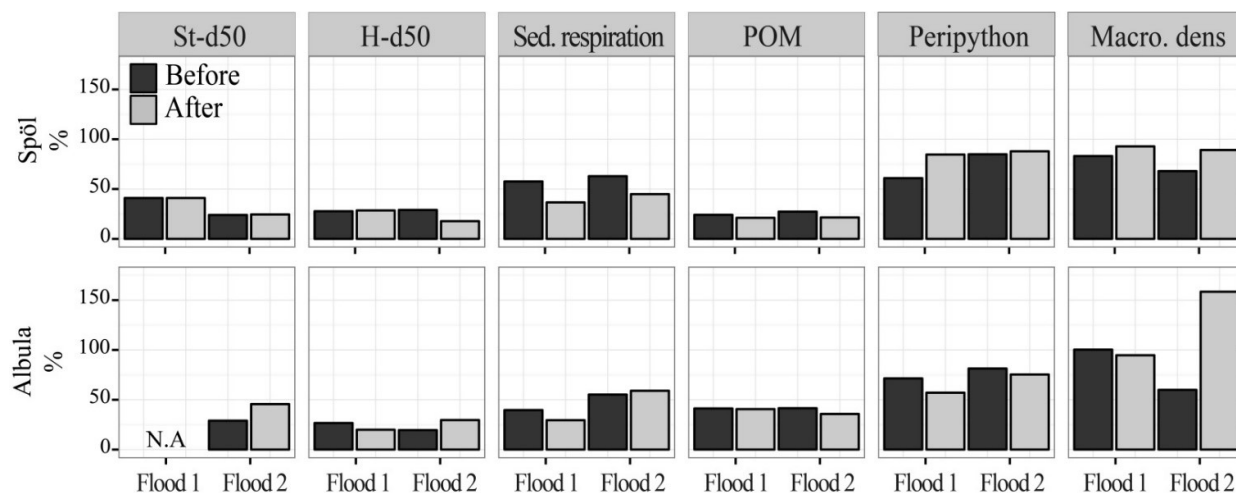 St-d50 H-d50 Sed. respiration POM Peripython Macro. dens
Before
After
Spöl
%
150
100
50
0
Albula
%
150
100
50
0
N.A
Flood 1 Flood 2 Flood 1 Flood 2 Flood 1 Flood 2 Flood 1 Flood 2 Flood 1 Flood 2 Flood 1 Flood 2